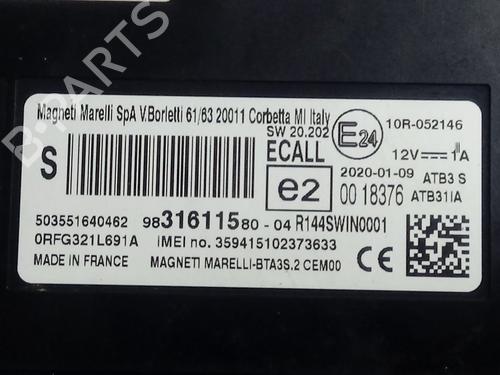 Magneti Marelli SpA V.Borletti 61/63 20011 Corbetta MI Italy
SW 20.202
E24
10R-052146
S
ECALL
12V 1A
2020-01-09 ATB3 S
e2
00 18376 ATB31IA
503551640462 9831611580-04 R144SWIN0001
0RFG321L691A IMEI no. 359415102373633
MADE IN FRANCE MAGNETI MARELLI-BTA3S.2 CEM00
B-PARTS